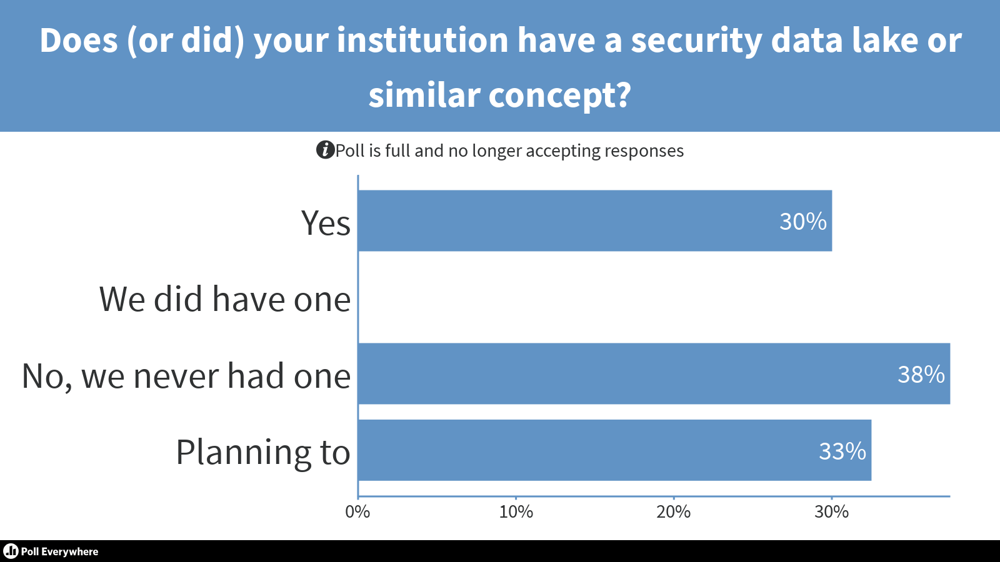 Does (or did) your institution have a security data lake or
similar concept?
Poll is full and no longer accepting responses
Yes
30%
We did have one
No, we never had one
38%
Planning to
33%
0%
10%
20%
30%
Poll Everywhere